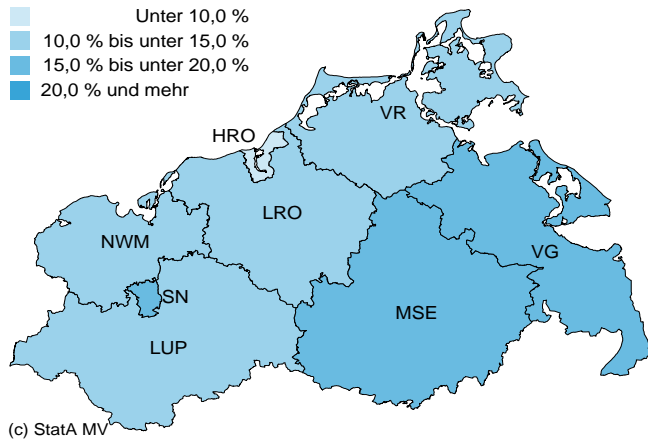 Unter 10,0 %
10,0 % bis unter 15,0%
15,0 % bis unter 20,0%
20,0 % und mehr
HRO
VR
LRO
NWM
VG
SN
MSE
LUP
(c) StatA MV